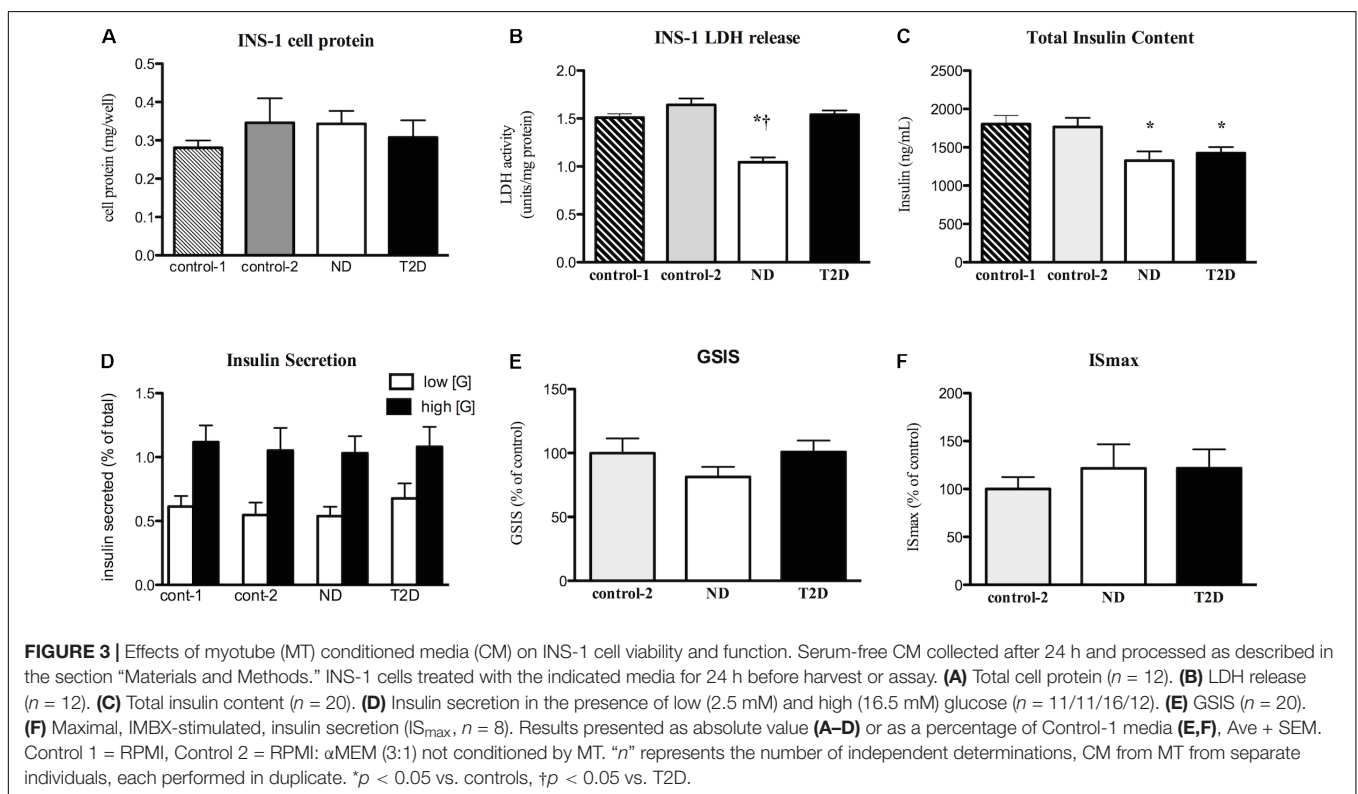 A
INS-1 cell protein
cell protein (mg/well)
0.5
0.4
0.3
0.2
0.1
0.0
control-1 control-2 ND T2D
B
INS-1 LDH release
LDH activity
(units/mg protein)
2.0
1.5
1.0
0.5
0.0
*†
control-1 control-2 ND T2D
C
Total Insulin Content
Insulin (ng/mL)
2500
2000
1500
1000
500
0
* *
control-1 control-2 ND T2D
D
Insulin Secretion
low [G]
high [G]
insulin secreted (% of total)
1.5
1.0
0.5
0.0
cont-1 cont-2 ND T2D
E
GSIS
GSIS (% of control)
150
100
50
0
control-2 ND T2D
F
ISmax
ISmax (% of control)
200
150
100
50
0
control-2 ND T2D
FIGURE 3 | Effects of myotube (MT) conditioned media (CM) on INS-1 cell viability and function. Serum-free CM collected after 24 h and processed as described in
the section “Materials and Methods.” INS-1 cells treated with the indicated media for 24 h before harvest or assay. (A) Total cell protein (n = 12). (B) LDH release
(n = 12). (C) Total insulin content (n = 20). (D) Insulin secretion in the presence of low (2.5 mM) and high (16.5 mM) glucose (n = 11/11/16/12). (E) GSIS (n = 20).
(F) Maximal, IMBX-stimulated, insulin secretion (ISmax, n = 8). Results presented as absolute value (A–D) or as a percentage of Control-1 media (E,F), Ave + SEM.
Control 1 = RPMI, Control 2 = RPMI: αMEM (3:1) not conditioned by MT. “n” represents the number of independent determinations, CM from MT from separate
individuals, each performed in duplicate. *p < 0.05 vs. controls, †p < 0.05 vs. T2D.